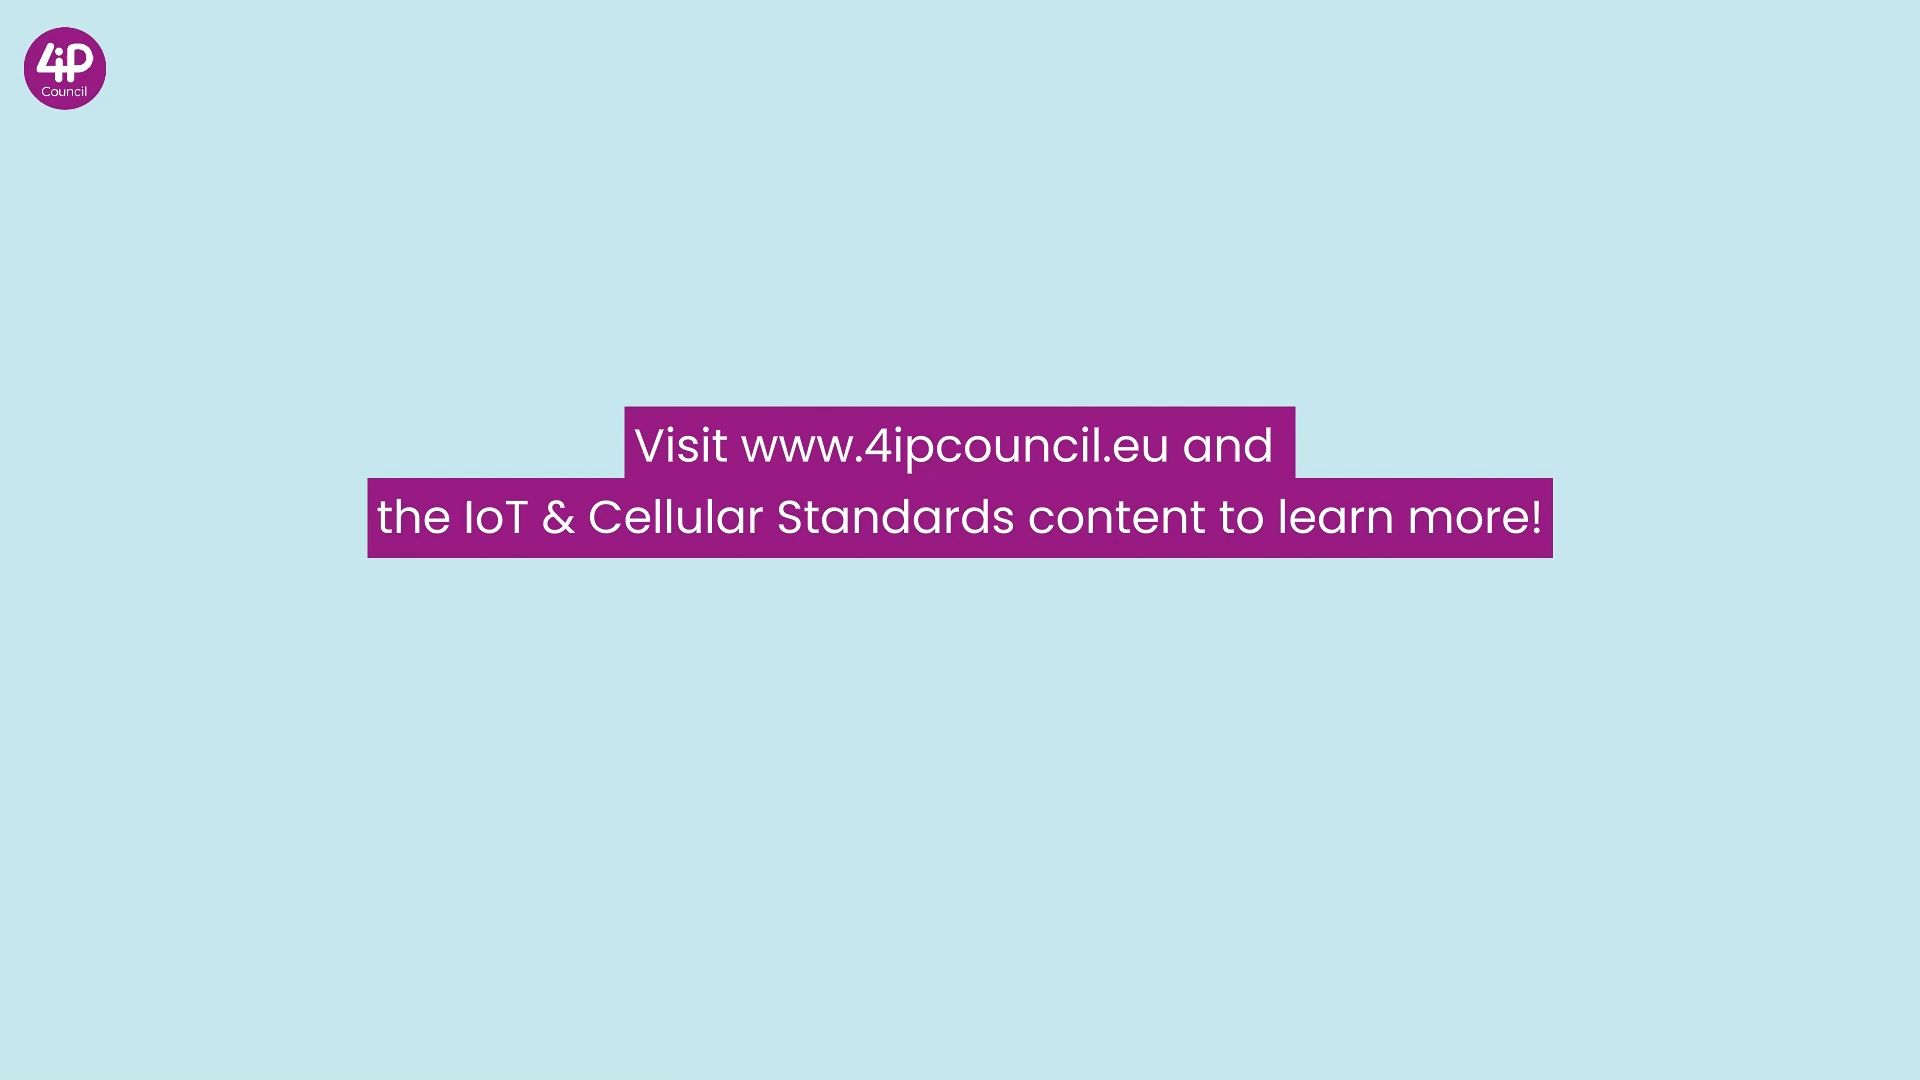 4iP
Council
Visit www.4ipcouncil.eu and
the IoT & Cellular Standards content to learn more!